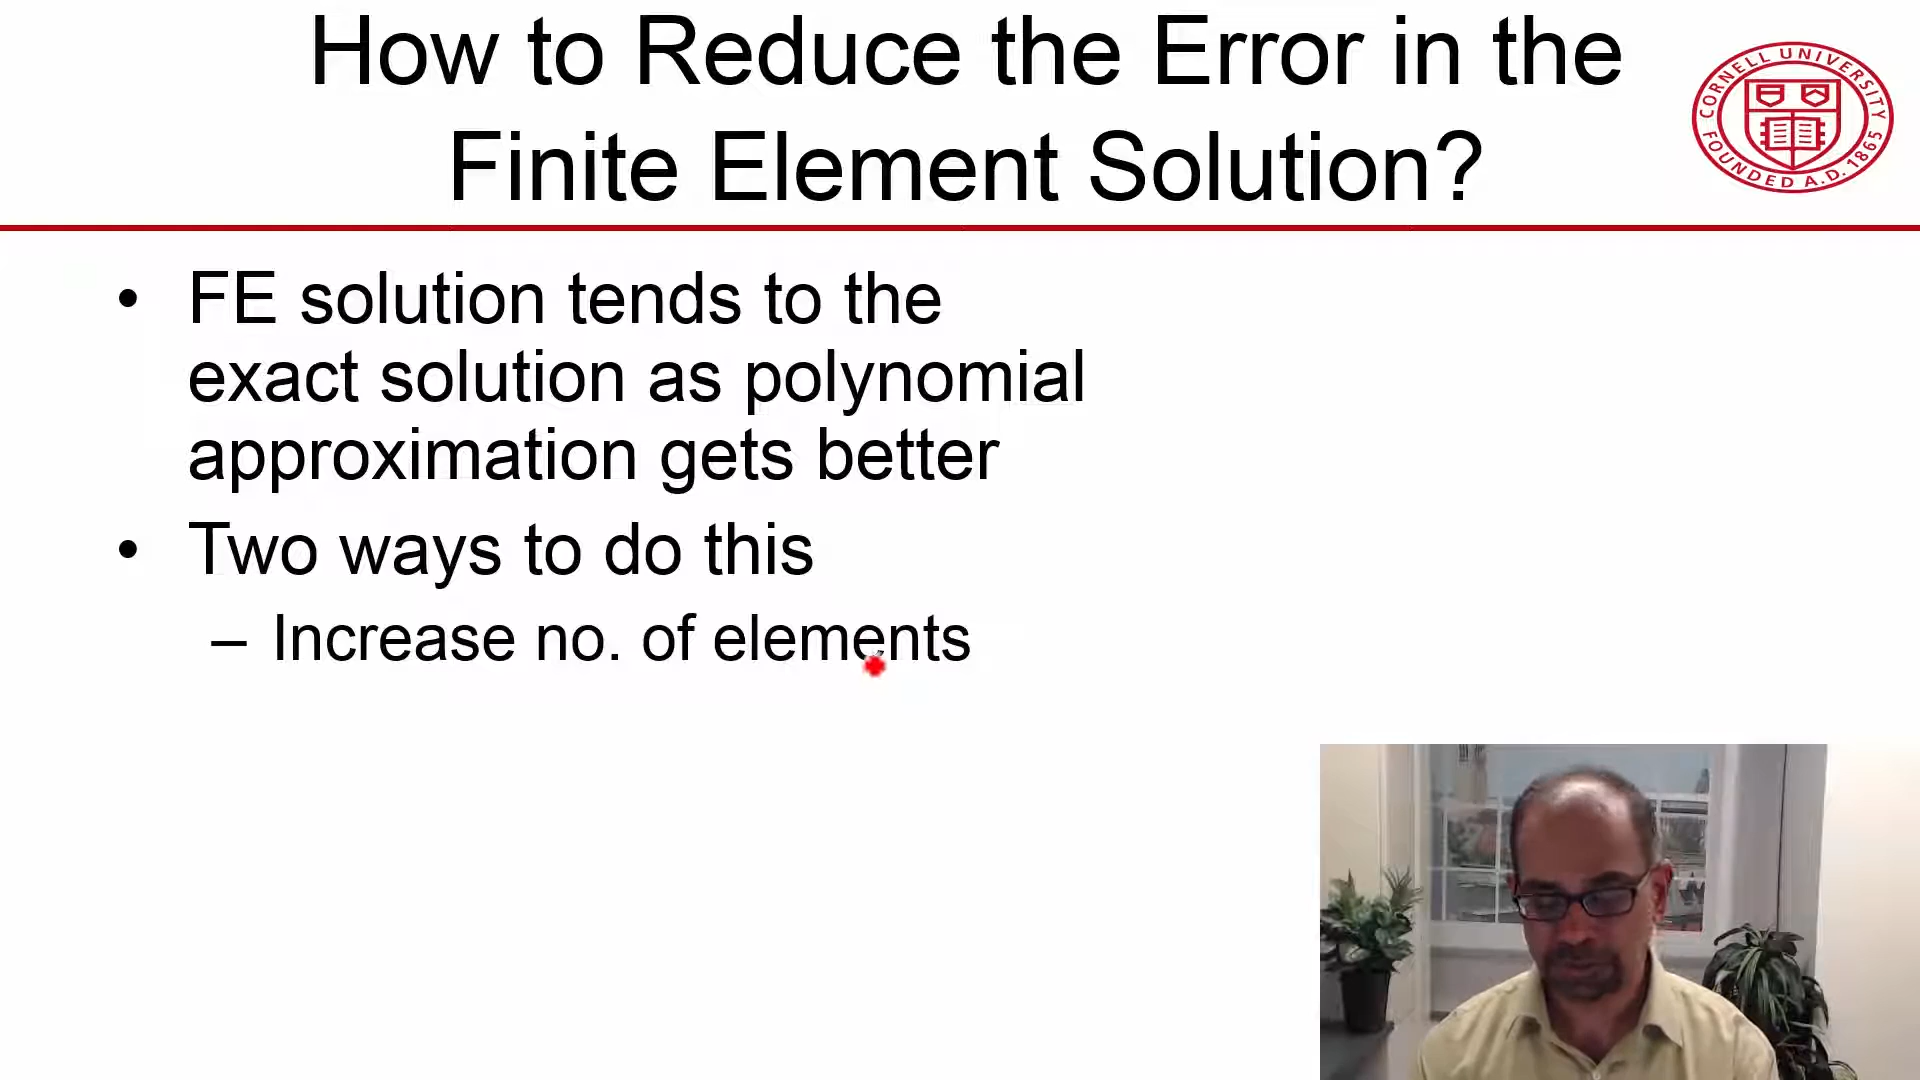 How to Reduce the Error in the
Finite Element Solution?
CORNELL UNIVERSITY
FOUNDED A.D. 1865
• FE solution tends to the
exact solution as polynomial
approximation gets better
• Two ways to do this
– Increase no. of elements